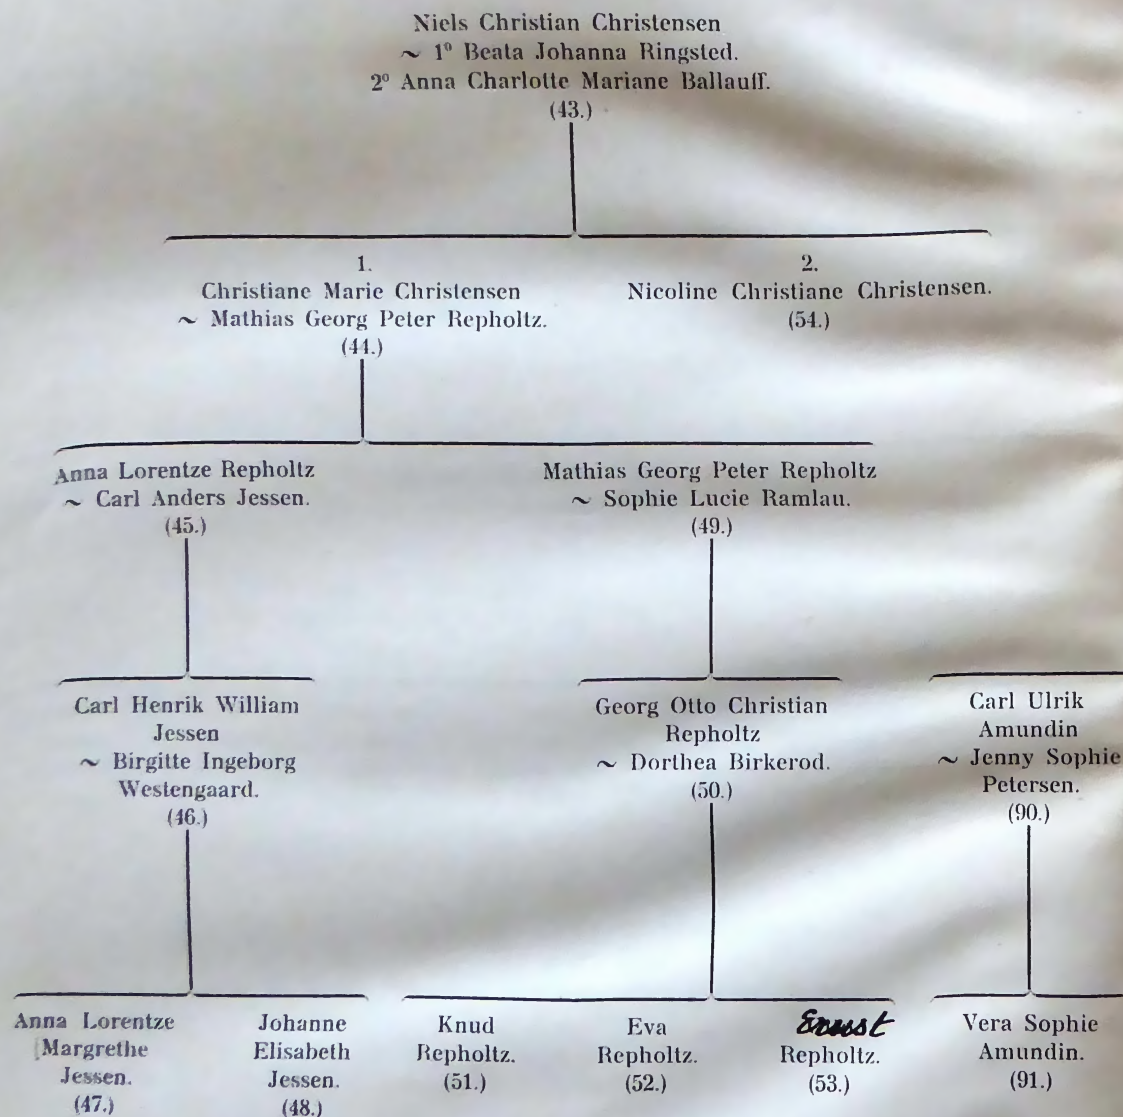 Niels Christian Christensen
~ 1º Beata Johanna Ringsted.
2º Anna Charlotte Mariane Ballauff.
(43.)
1.
Christiane Marie Christensen
~ Mathias Georg Peter Repholtz.
(44.)
2.
Nicoline Christiane Christensen.
(54.)
Anna Lorentze Repholtz
~ Carl Anders Jessen.
(45.)
Mathias Georg Peter Repholtz
~ Sophie Lucie Ramlau.
(49.)
Carl Henrik William
Jessen
~ Birgitte Ingeborg
Westengaard.
(46.)
Georg Otto Christian
Repholtz
~ Dorthea Birkerod.
(50.)
Carl Ulrik
Amundin
~ Jenny Sophie
Petersen.
(90.)
Anna Lorentze
Margrethe
Jessen.
(47.)
Johanne
Elisabeth
Jessen.
(48.)
Knud
Repholtz.
(51.)
Eva
Repholtz.
(52.)
Ernst
Repholtz.
(53.)
Vera Sophie
Amundin.
(91.)